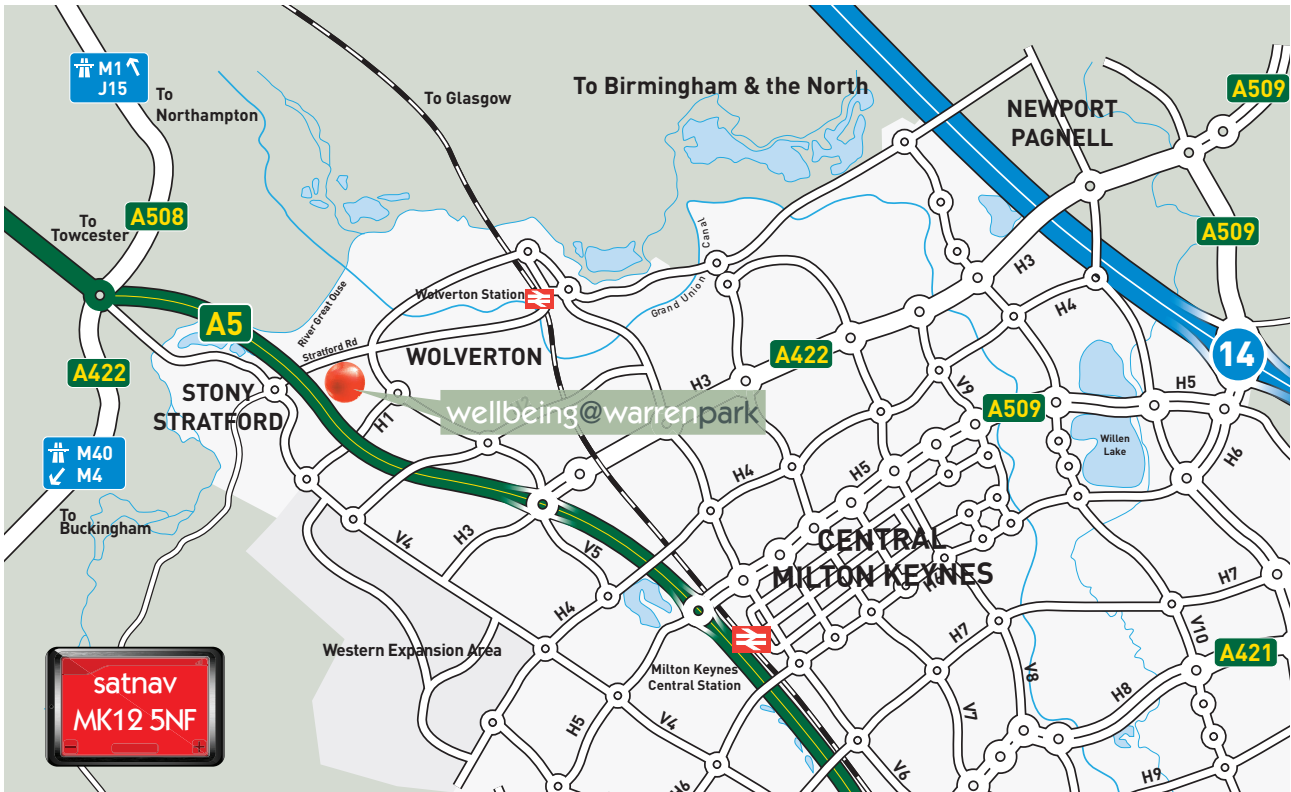 M1
J15
To
Northampton
To Glasgow
To Birmingham & the North
A509
NEWPORT
PAGNELL
To
Towcester
A508
A509
River Great Ouse
Grand Union Canal
H3
Wolverton Station
H4
A5
Stratford Rd
WOLVERTON
A422
14
A422
STONY
STRATFORD
H3
V9
H5
A509
H1
wellbeing@warrenpark
Willen
Lake
M40
M4
H4
H5
H6
To
Buckingham
V4
H3
V5
CENTRAL
MILTON KEYNES
H7
H4
H7
V10
Western Expansion Area
A421
Milton Keynes
Central Station
V8
H8
satnav
MK12 5NF
H5
V4
V7
V6
H6
H9